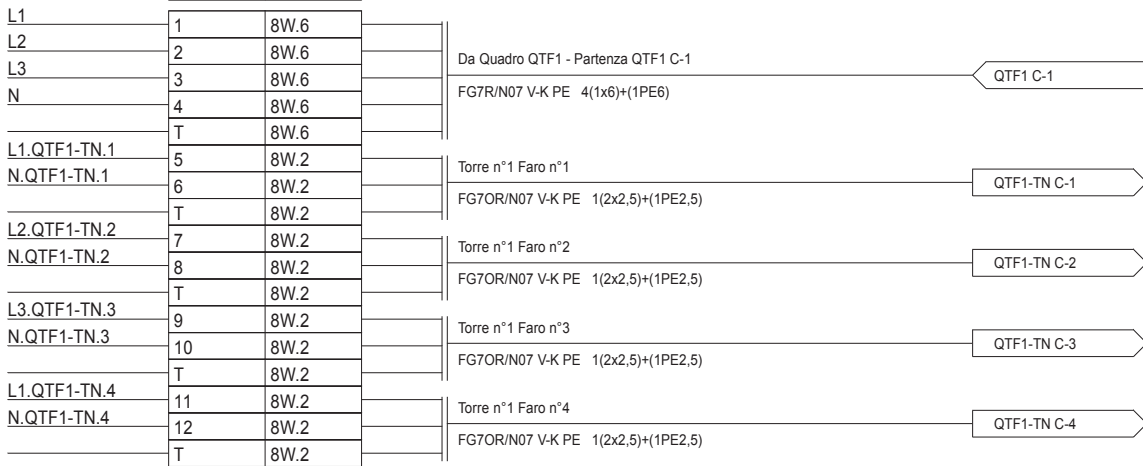 L1
1 8W.6
L2
2 8W.6
L3
3 8W.6
N
4 8W.6
T 8W.6
Da Quadro QTF1 - Partenza QTF1 C-1
FG7R/N07 V-K PE 4(1x6)+(1PE6)
QTF1 C-1
L1.QTF1-TN.1
5 8W.2
N.QTF1-TN.1
6 8W.2
T 8W.2
Torre n°1 Faro n°1
FG7OR/N07 V-K PE 1(2x2,5)+(1PE2,5)
QTF1-TN C-1
L2.QTF1-TN.2
7 8W.2
N.QTF1-TN.2
8 8W.2
T 8W.2
Torre n°1 Faro n°2
FG7OR/N07 V-K PE 1(2x2,5)+(1PE2,5)
QTF1-TN C-2
L3.QTF1-TN.3
9 8W.2
N.QTF1-TN.3
10 8W.2
T 8W.2
Torre n°1 Faro n°3
FG7OR/N07 V-K PE 1(2x2,5)+(1PE2,5)
QTF1-TN C-3
L1.QTF1-TN.4
11 8W.2
N.QTF1-TN.4
12 8W.2
T 8W.2
Torre n°1 Faro n°4
FG7OR/N07 V-K PE 1(2x2,5)+(1PE2,5)
QTF1-TN C-4